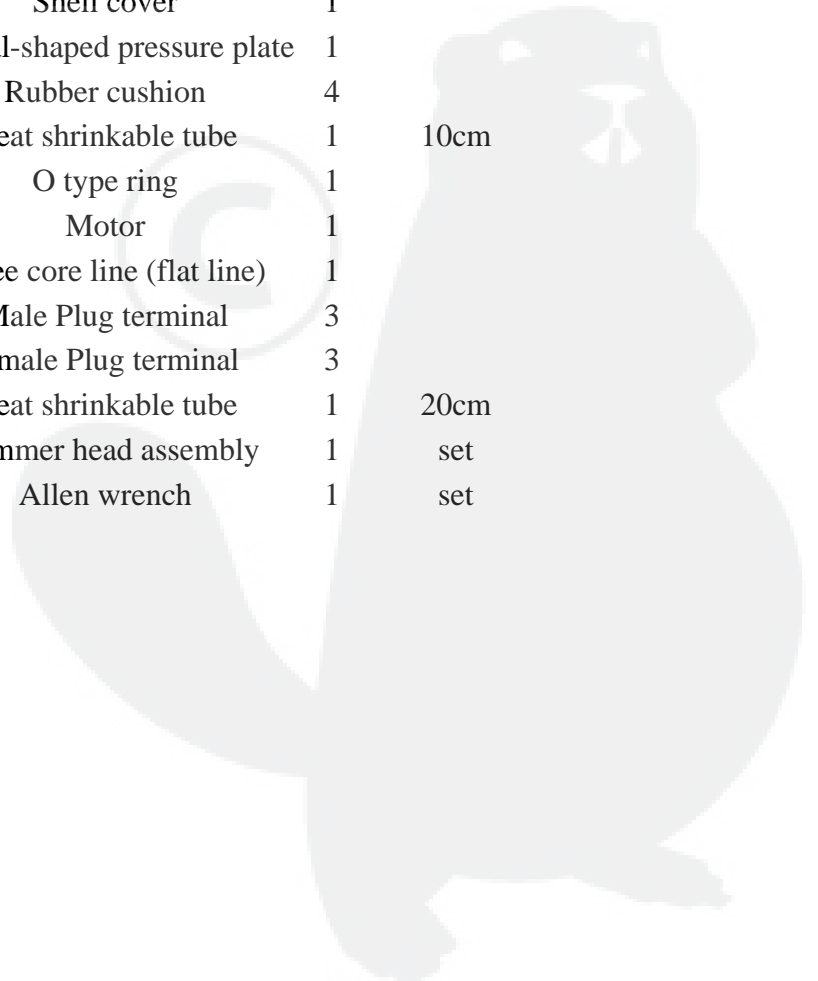 Shell cover 1
l-shaped pressure plate 1
Rubber cushion 4
eat shrinkable tube 1 10cm
O type ring 1
Motor 1
ee core line (flat line) 1
Male Plug terminal 3
male Plug terminal 3
eat shrinkable tube 1 20cm
mmer head assembly 1 set
Allen wrench 1 set
©